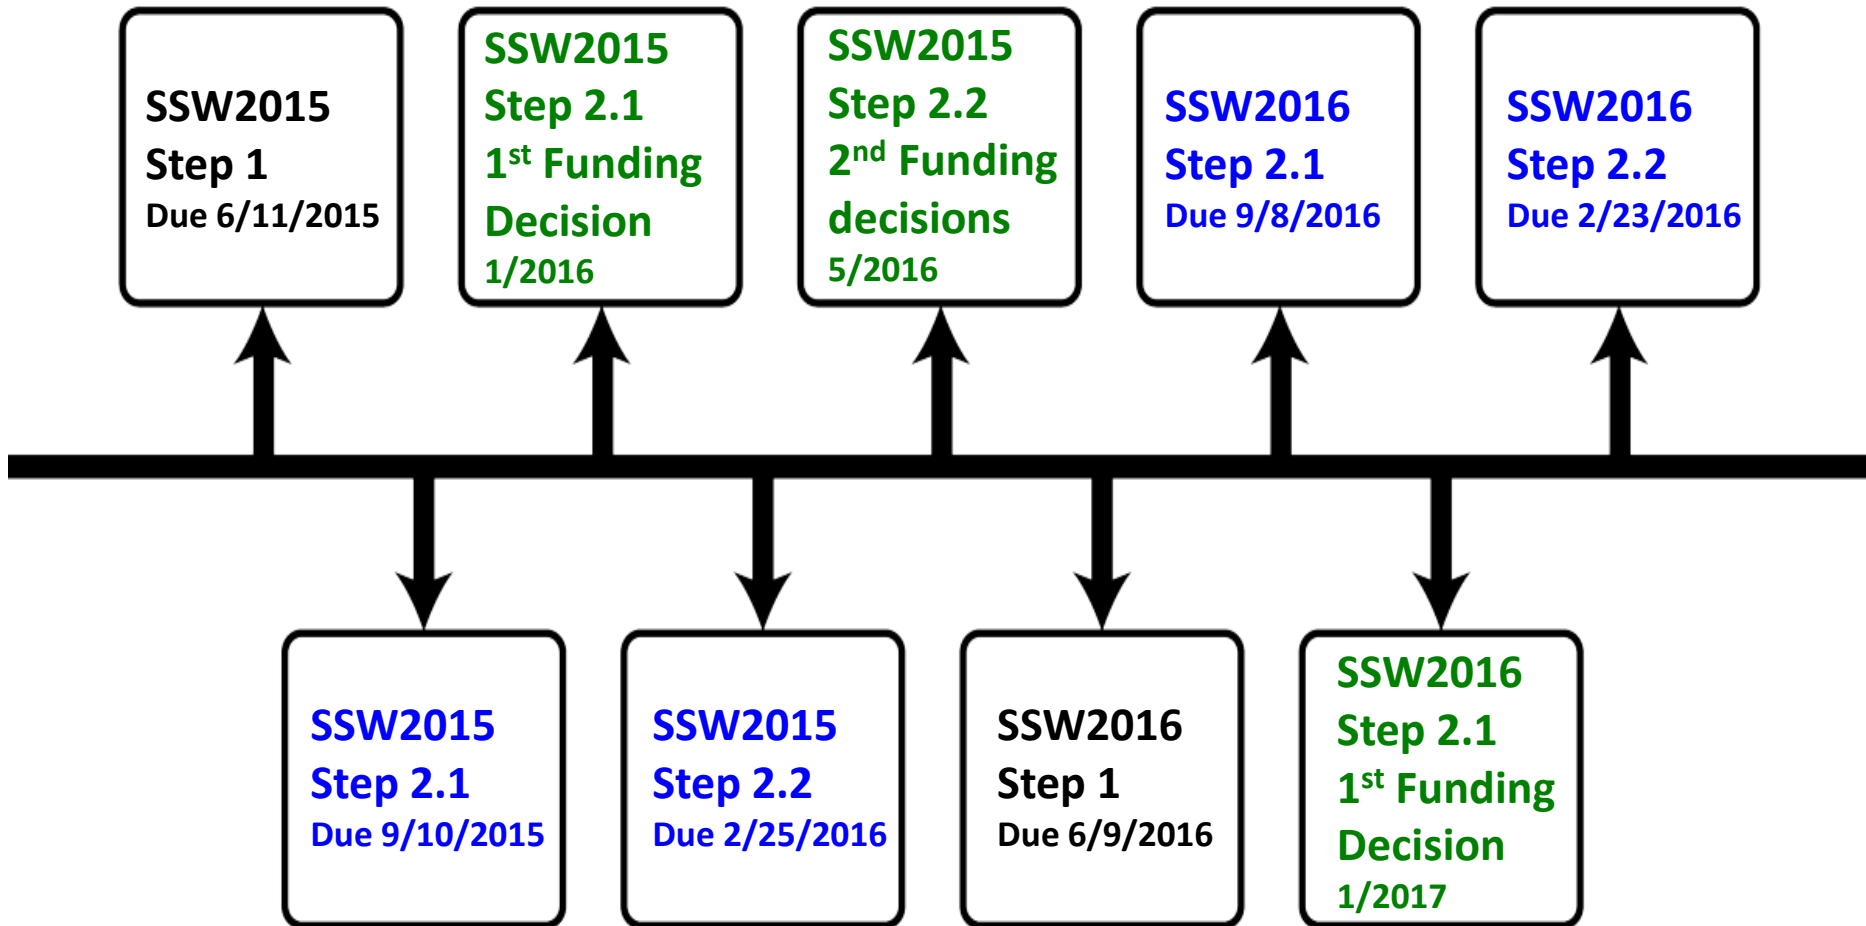 SSW2015
Step 1
Due 6/11/2015
SSW2015
Step 2.1
1st Funding
Decision
1/2016
SSW2015
Step 2.2
2nd Funding
decisions
5/2016
SSW2016
Step 2.1
Due 9/8/2016
SSW2016
Step 2.2
Due 2/23/2016
SSW2015
Step 2.1
Due 9/10/2015
SSW2015
Step 2.2
Due 2/25/2016
SSW2016
Step 1
Due 6/9/2016
SSW2016
Step 2.1
1st Funding
Decision
1/2017